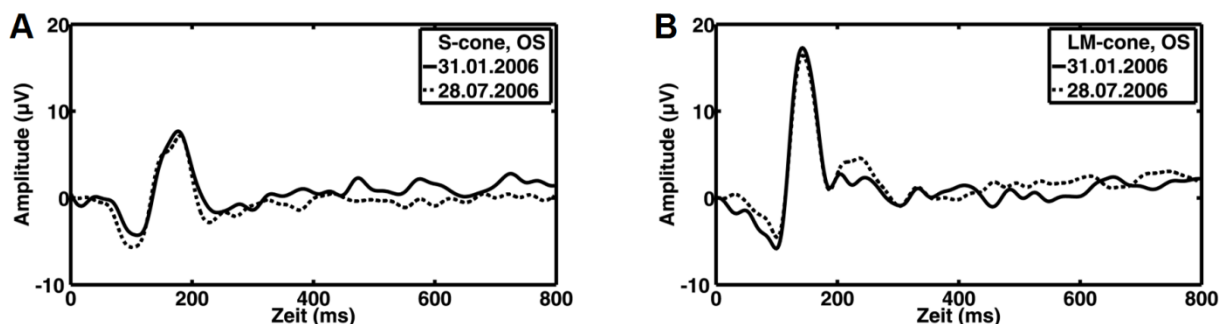 A
Amplitude (µV)
20
10
0
-10
S-cone, OS
31.01.2006
28.07.2006
0 200 400 600 800
Zeit (ms)
B
Amplitude (µV)
20
10
0
-10
LM-cone, OS
31.01.2006
28.07.2006
0 200 400 600 800
Zeit (ms)